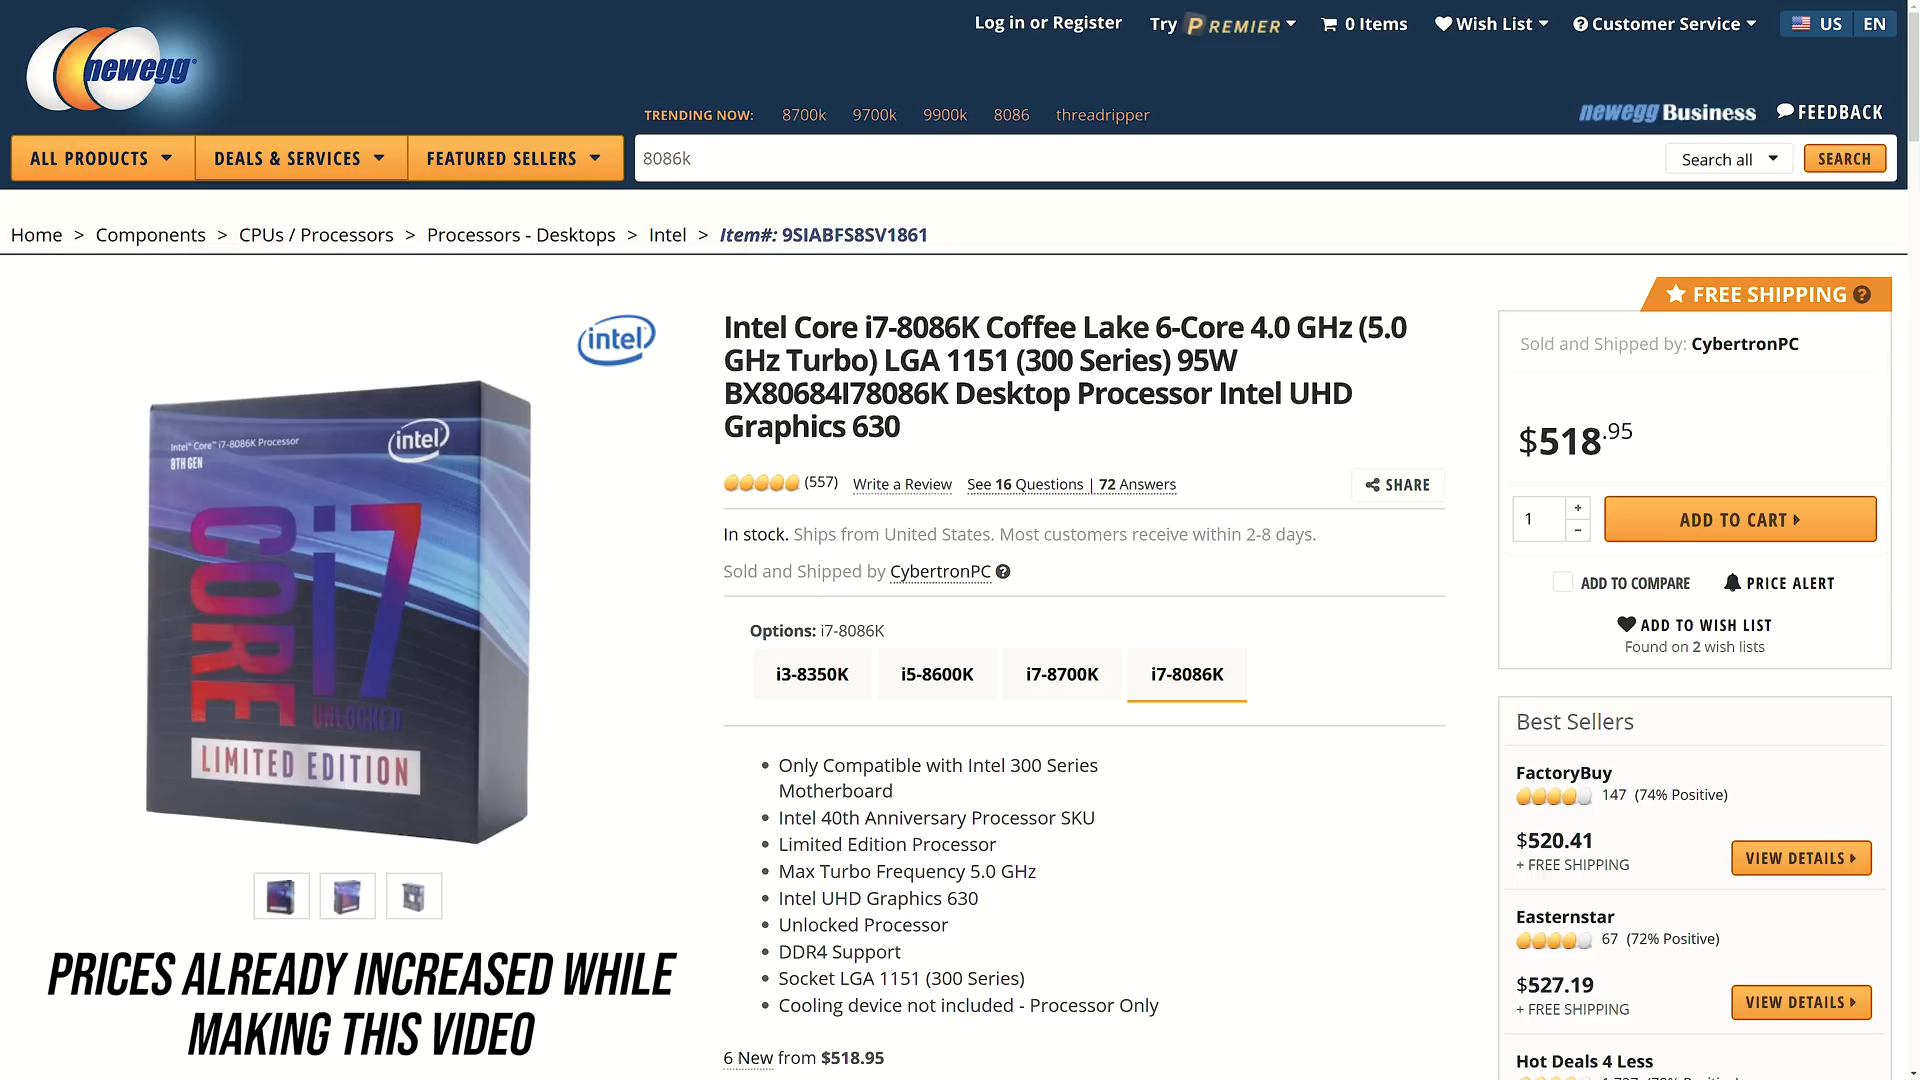 Log in or Register
Try PREMIER
0 Items
Wish List
Customer Service
US
EN
newegg
TRENDING NOW: 8700k 9700k 9900k 8086 threadripper
newegg Business
FEEDBACK
ALL PRODUCTS
DEALS & SERVICES
FEATURED SELLERS
8086k
Search all
SEARCH
Home > Components > CPUs / Processors > Processors - Desktops > Intel > Item#: 9SIABFS8SV1861
intel
Intel® Core™ i7-8086K Processor
8TH GEN
intel
CORE i7
UNLOCKED
LIMITED EDITION
PRICES ALREADY INCREASED WHILE
MAKING THIS VIDEO
Intel Core i7-8086K Coffee Lake 6-Core 4.0 GHz (5.0
GHz Turbo) LGA 1151 (300 Series) 95W
BX80684I78086K Desktop Processor Intel UHD
Graphics 630
(557) Write a Review See 16 Questions | 72 Answers
SHARE
In stock. Ships from United States. Most customers receive within 2-8 days.
Sold and Shipped by CybertronPC
Options: i7-8086K
i3-8350K
i5-8600K
i7-8700K
i7-8086K
Only Compatible with Intel 300 Series
Motherboard
Intel 40th Anniversary Processor SKU
Limited Edition Processor
Max Turbo Frequency 5.0 GHz
Intel UHD Graphics 630
Unlocked Processor
DDR4 Support
Socket LGA 1151 (300 Series)
Cooling device not included - Processor Only
6 New from $518.95
FREE SHIPPING
Sold and Shipped by: CybertronPC
$518.95
1
+
-
ADD TO CART
ADD TO COMPARE
PRICE ALERT
ADD TO WISH LIST
Found on 2 wish lists
Best Sellers
FactoryBuy
147 (74% Positive)
$520.41
+ FREE SHIPPING
VIEW DETAILS
Easternstar
67 (72% Positive)
$527.19
+ FREE SHIPPING
VIEW DETAILS
Hot Deals 4 Less